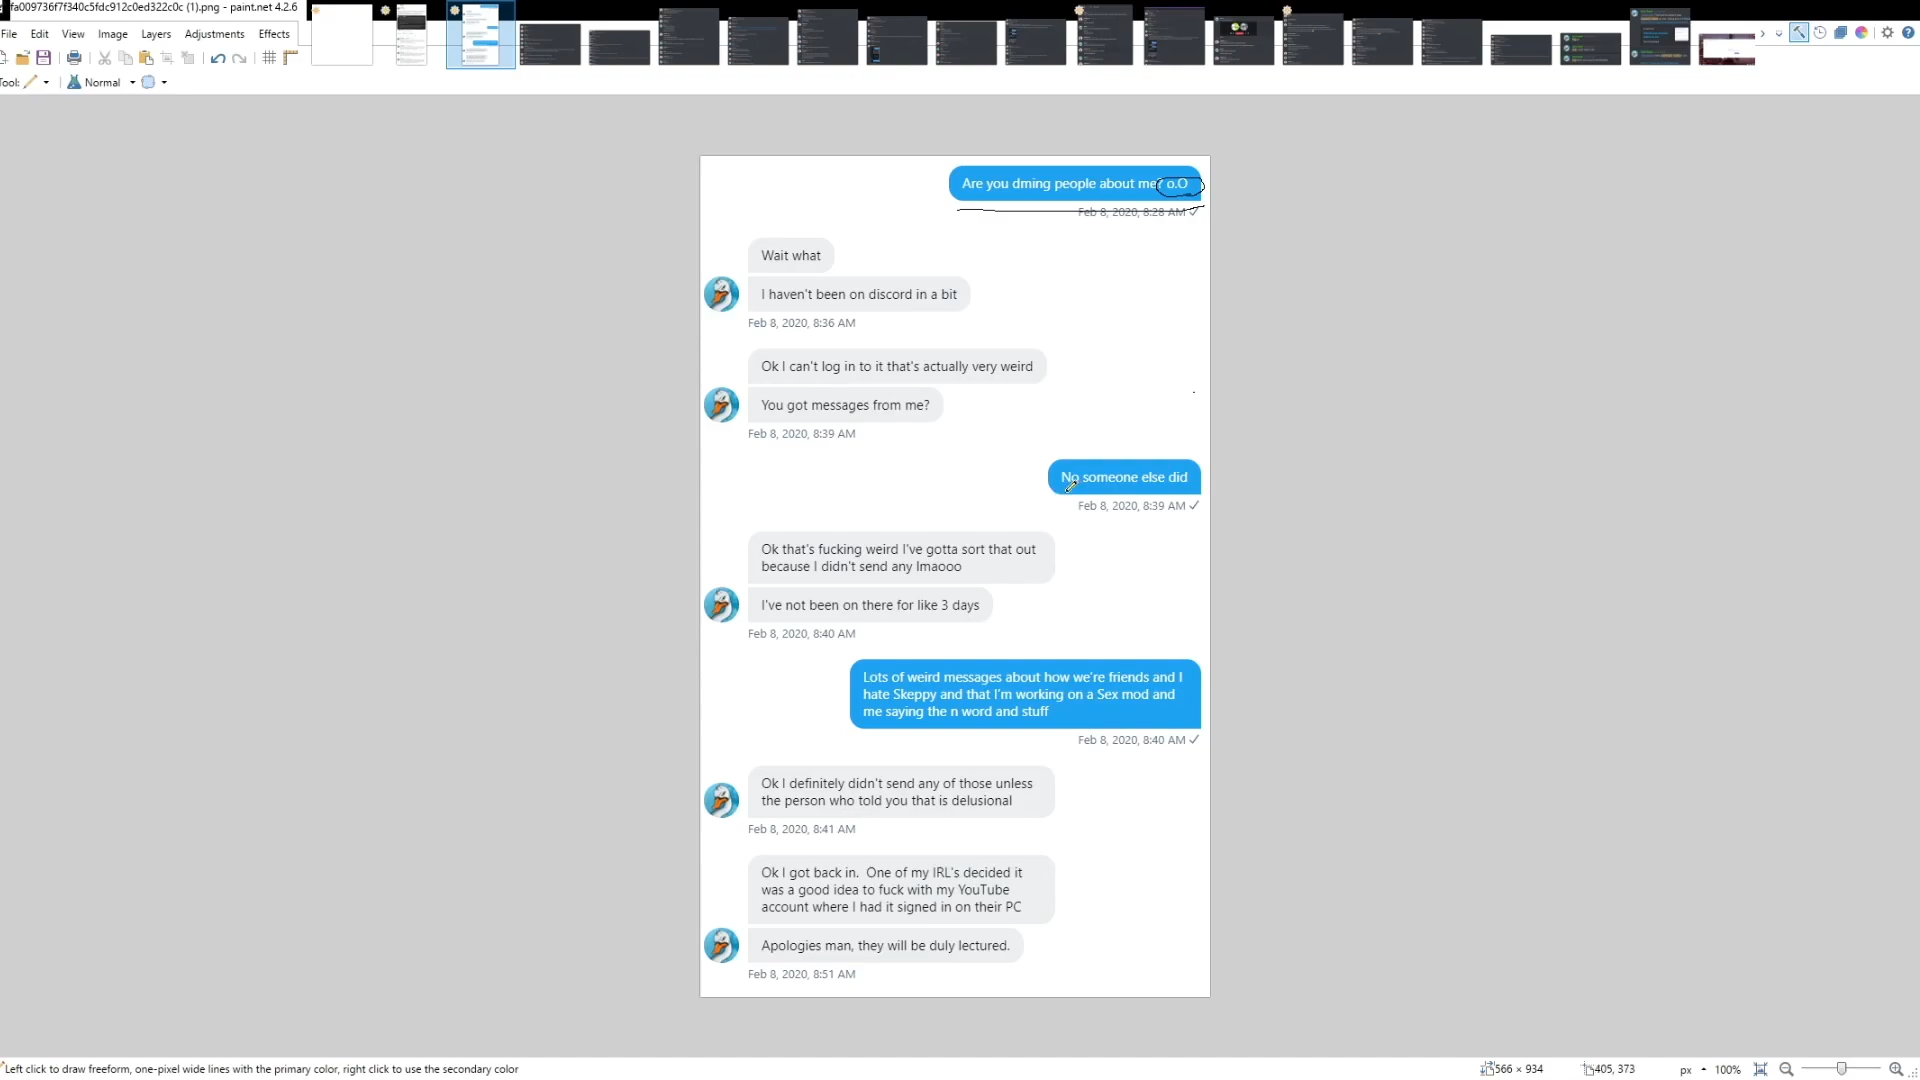 fa009736f7f340c5fdc912c0ed322c0c (1).png - paint.net 4.2.6
File Edit View Image Layers Adjustments Effects
Tool: Normal
Are you dming people about me? o.O
Feb 8, 2020, 8:28 AM ✓
Wait what
I haven't been on discord in a bit
Feb 8, 2020, 8:36 AM
Ok I can't log in to it that's actually very weird
You got messages from me?
Feb 8, 2020, 8:39 AM
No someone else did
Feb 8, 2020, 8:39 AM ✓
Ok that's fucking weird I've gotta sort that out
because I didn't send any lmaooo
I've not been on there for like 3 days
Feb 8, 2020, 8:40 AM
Lots of weird messages about how we're friends and I
hate Skeppy and that I'm working on a Sex mod and
me saying the n word and stuff
Feb 8, 2020, 8:40 AM ✓
Ok I definitely didn't send any of those unless
the person who told you that is delusional
Feb 8, 2020, 8:41 AM
Ok I got back in.  One of my IRL's decided it
was a good idea to fuck with my YouTube
account where I had it signed in on their PC
Apologies man, they will be duly lectured.
Feb 8, 2020, 8:51 AM
Left click to draw freeform, one-pixel wide lines with the primary color, right click to use the secondary color
566 × 934 405, 373 px 100%